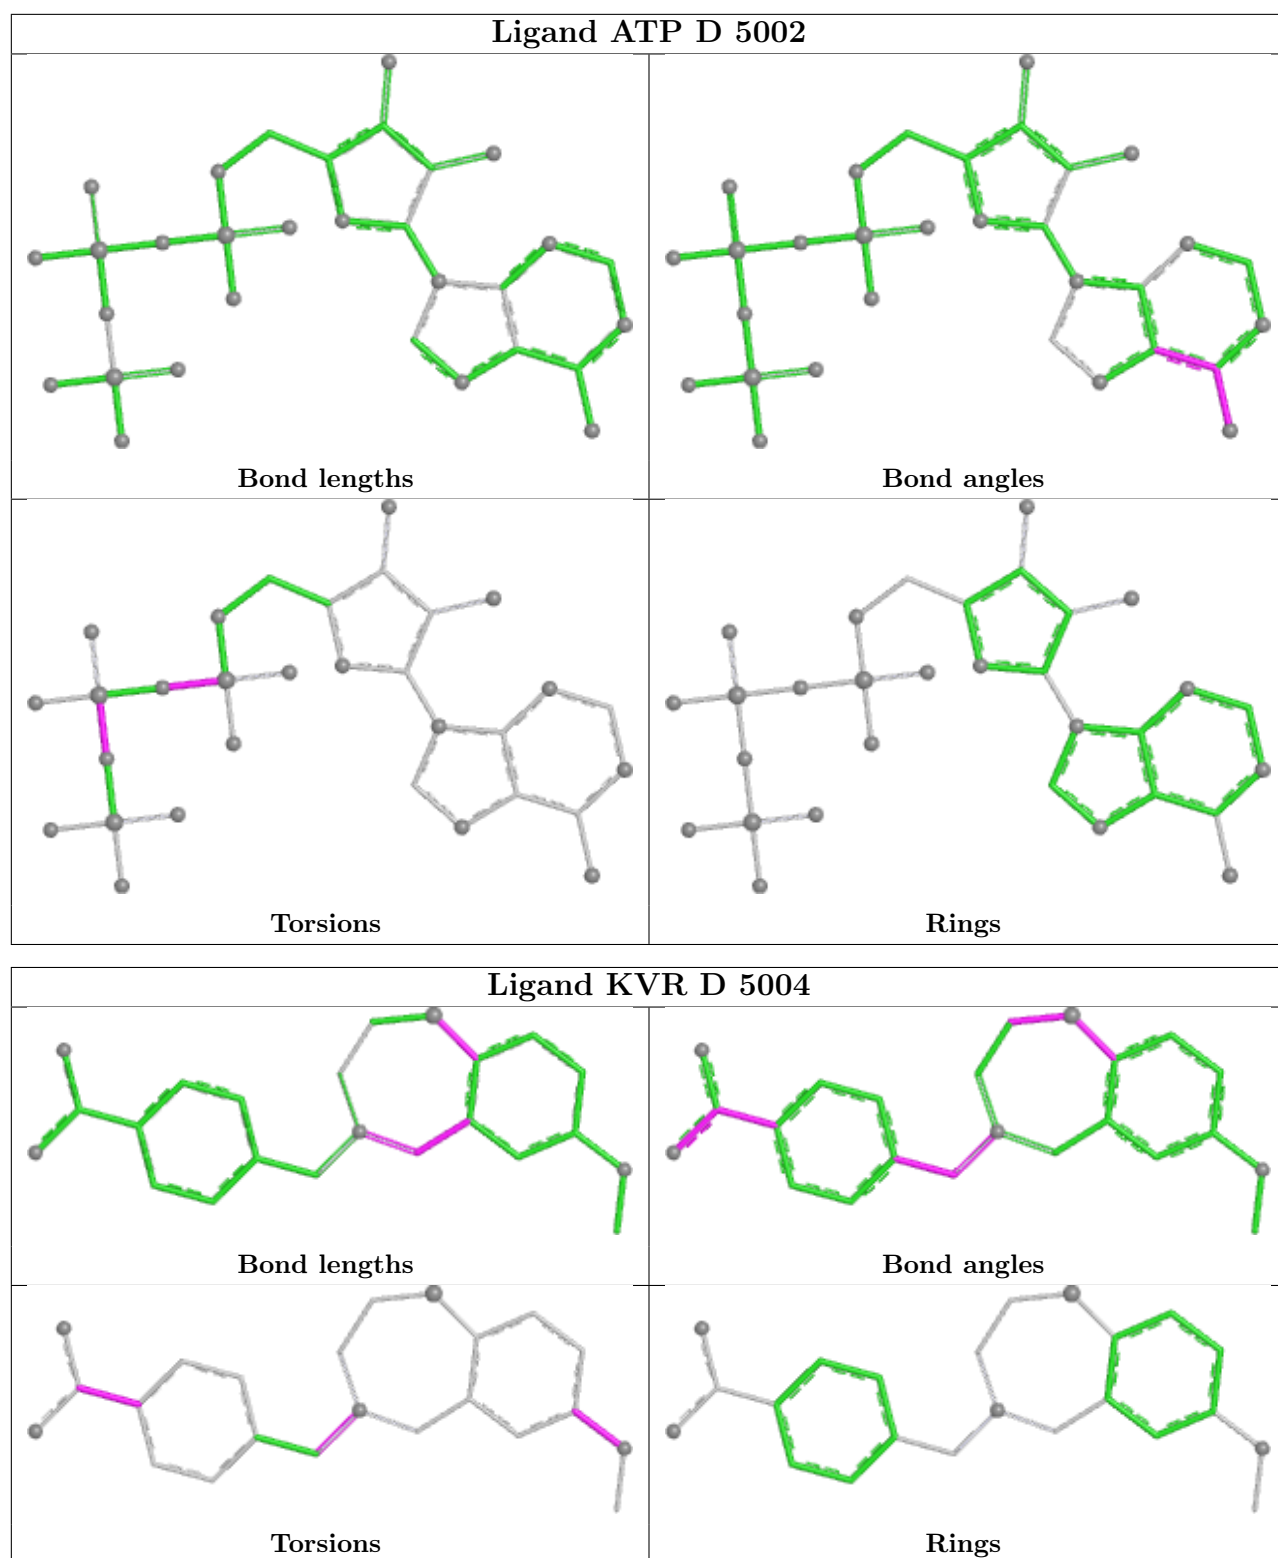 Ligand ATP D 5002
Bond lengths
Bond angles
Torsions
Rings
Ligand KVR D 5004
Bond lengths
Bond angles
Torsions
Rings